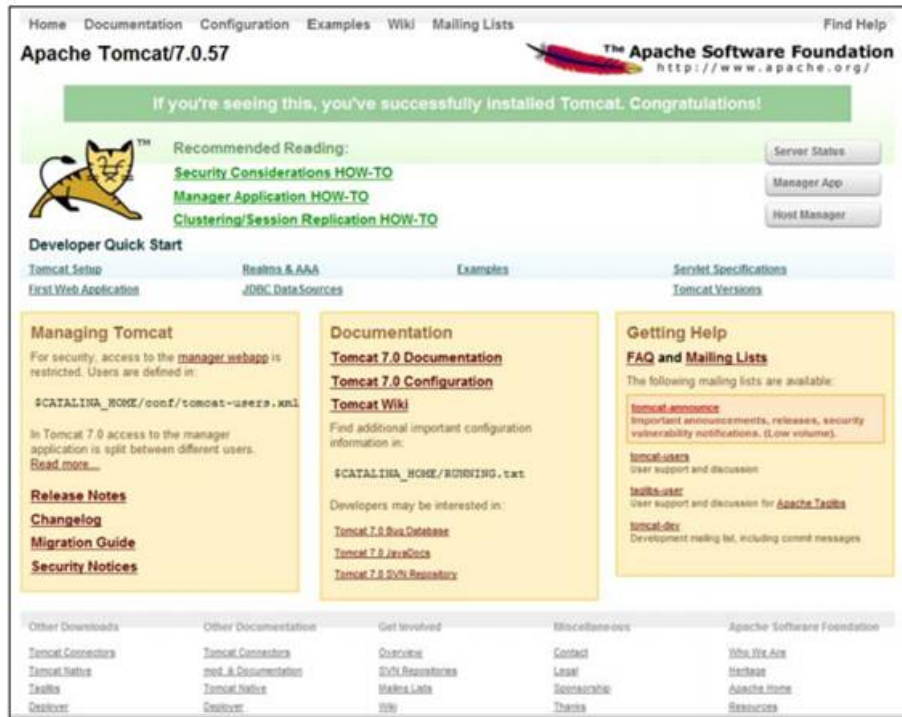 Home Documentation Configuration Examples Wiki Mailing Lists Find Help
Apache Tomcat/7.0.57
The Apache Software Foundation
http://www.apache.org/
If you're seeing this, you've successfully installed Tomcat. Congratulations!
TM
Recommended Reading:
Security Considerations HOW-TO
Manager Application HOW-TO
Clustering/Session Replication HOW-TO
Server Status
Manager App
Host Manager
Developer Quick Start
Tomcat Setup Realms & AAA Examples Servlet Specifications
First Web Application JDBC DataSources Tomcat Versions
Managing Tomcat
For security, access to the manager webapp is
restricted. Users are defined in:
$CATALINA_HOME/conf/tomcat-users.xml
In Tomcat 7.0 access to the manager
application is split between different users.
Read more...
Release Notes
Changelog
Migration Guide
Security Notices
Documentation
Tomcat 7.0 Documentation
Tomcat 7.0 Configuration
Tomcat Wiki
Find additional important configuration
information in:
$CATALINA_HOME/RUNNING.txt
Developers may be interested in:
Tomcat 7.0 Bug Database
Tomcat 7.0 JavaDocs
Tomcat 7.0 SVN Repository
Getting Help
FAQ and Mailing Lists
The following mailing lists are available:
tomcat-announce
Important announcements, releases, security
vulnerability notifications. (Low volume).
tomcat-users
User support and discussion
taglibs-user
User support and discussion for Apache Taglibs
tomcat-dev
Development mailing list, including commit messages
Other Downloads
Tomcat Connectors
Tomcat Native
Taglibs
Deployer
Other Documentation
Tomcat Connectors
mod_jk Documentation
Tomcat Native
Deployer
Get Involved
Overview
SVN Repositories
Mailing Lists
Wiki
Miscellaneous
Contact
Legal
Sponsorship
Thanks
Apache Software Foundation
Who We Are
Heritage
Apache Home
Resources